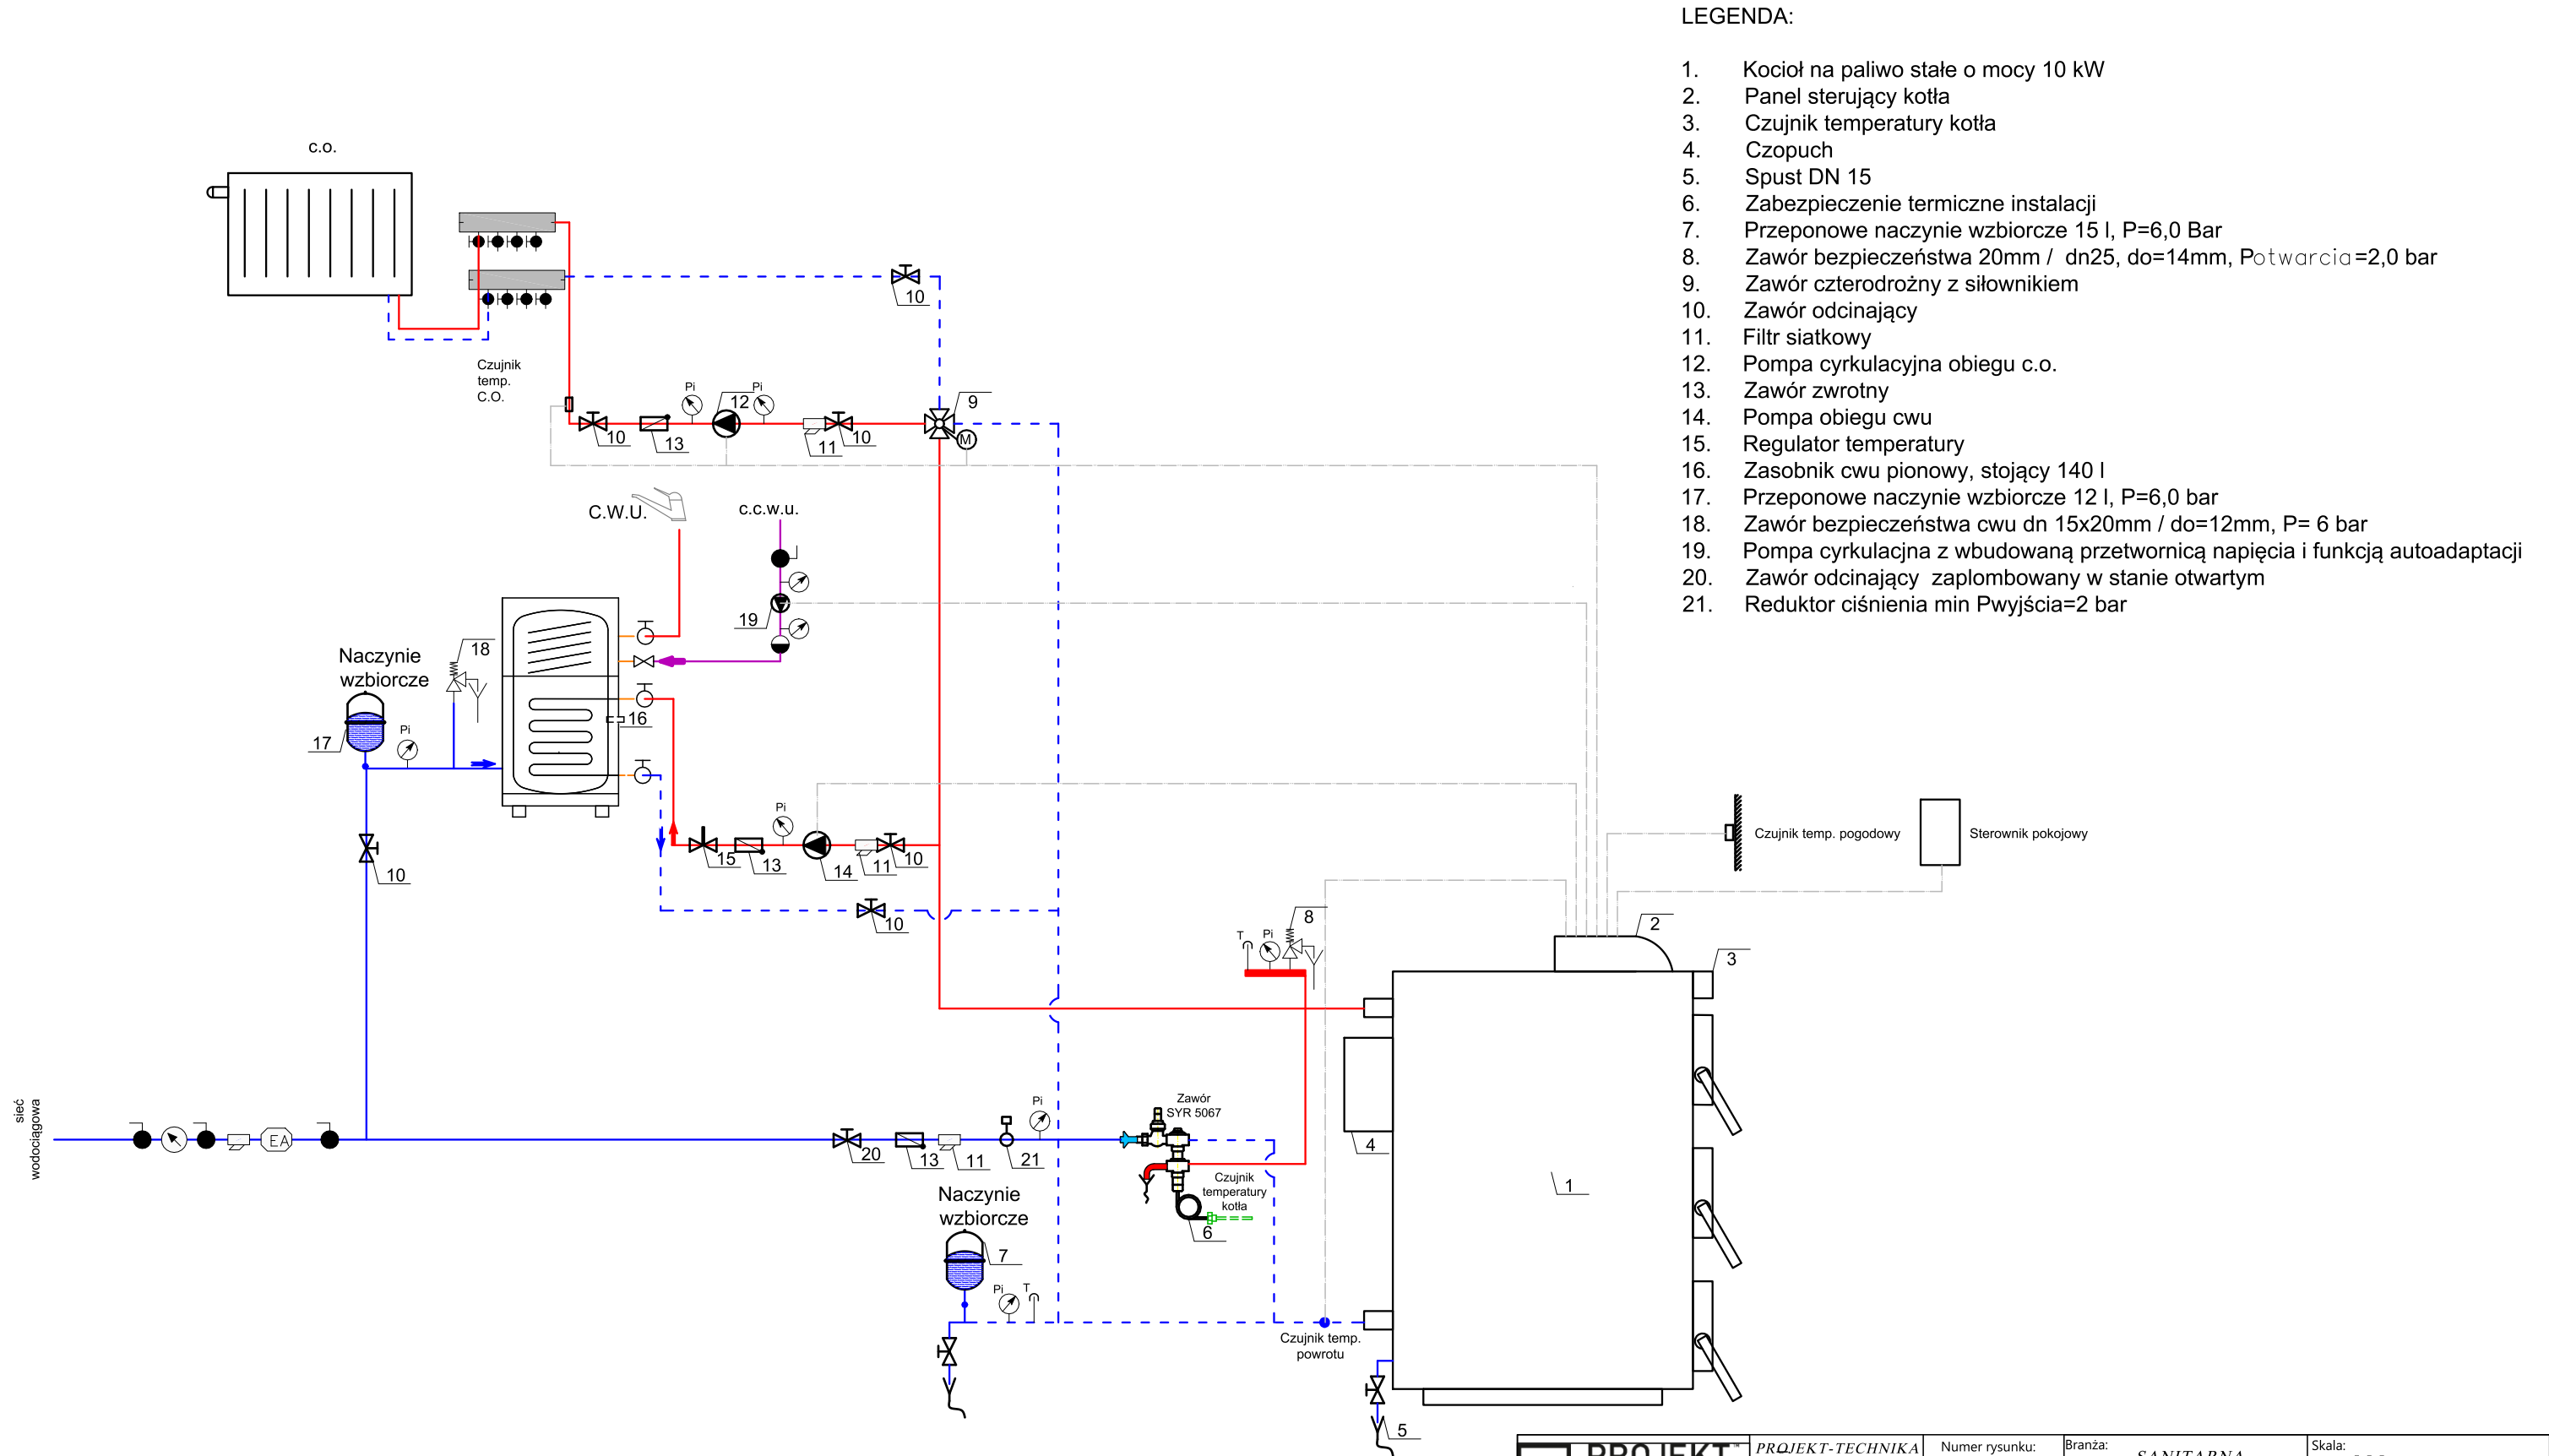 LEGENDA:
1. Kocioł na paliwo stałe o mocy 10 kW
2. Panel sterujący kotła
3. Czujnik temperatury kotła
4. Czopuch
5. Spust DN 15
6. Zabezpieczenie termiczne instalacji
7. Przeponowe naczynie wzbiorcze 15 l, P=6,0 Bar
8. Zawór bezpieczeństwa 20mm / dn25, do=14mm, Potwarcia=2,0 bar
9. Zawór czterodrożny z siłownikiem
10. Zawór odcinający
11. Filtr siatkowy
12. Pompa cyrkulacyjna obiegu c.o.
13. Zawór zwrotny
14. Pompa obiegu cwu
15. Regulator temperatury
16. Zasobnik cwu pionowy, stojący 140 l
17. Przeponowe naczynie wzbiorcze 12 l, P=6,0 bar
18. Zawór bezpieczeństwa cwu dn 15x20mm / do=12mm, P= 6 bar
19. Pompa cyrkulacjna z wbudowaną przetwornicą napięcia i funkcją autoadaptacji
20. Zawór odcinający zaplombowany w stanie otwartym
21. Reduktor ciśnienia min Pwyjścia=2 bar
c.o.
10
Czujnik
temp.
C.O.
Pi
Pi
12
9
10
13
11
10
M
C.W.U.
c.c.w.u.
19
18
Naczynie
wzbiorcze
16
17
Pi
Pi
15
13
14
11
10
10
10
Czujnik temp. pogodowy
Sterownik pokojowy
8
T
Pi
2
3
sieć
wodociągowa
EA
20
13
11
21
Pi
Zawór
SYR 5067
4
1
Czujnik
temperatury
kotła
6
Naczynie
wzbiorcze
7
Pi
T
Czujnik temp.
powrotu
5
PROJEKT
PROJEKT-TECHNIKA
Numer rysunku:
Branża:
SANITARNA
Skala: